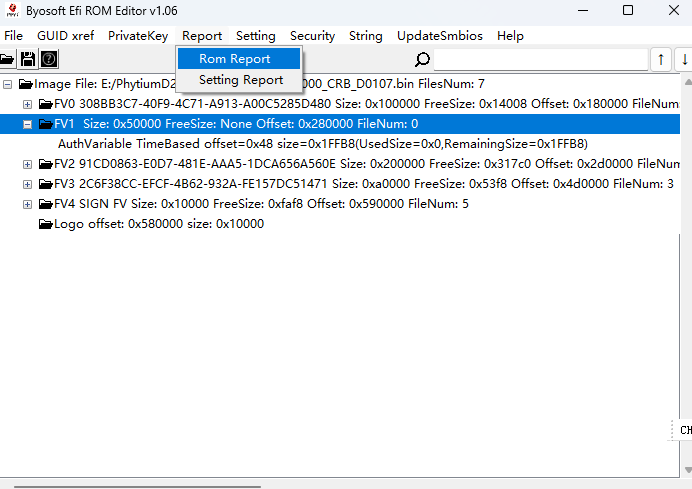 Byosoft Efi ROM Editor v1.06
File GUID xref PrivateKey Report Setting Security String UpdateSmbios Help
Rom Report
Setting Report
Image File: E:/PhytiumD2 000_CRB_D0107.bin FilesNum: 7
FV0 308BB3C7-40F9-4C71-A913-A00C5285D480 Size: 0x100000 FreeSize: 0x14008 Offset: 0x180000 FileNum:
FV1 Size: 0x50000 FreeSize: None Offset: 0x280000 FileNum: 0
AuthVariable TimeBased offset=0x48 size=0x1FFB8(UsedSize=0x0,RemainingSize=0x1FFB8)
FV2 91CD0863-E0D7-481E-AAA5-1DCA656A560E Size: 0x200000 FreeSize: 0x317c0 Offset: 0x2d0000 FileNum
FV3 2C6F38CC-EFCF-4B62-932A-FE157DC51471 Size: 0xa0000 FreeSize: 0x53f8 Offset: 0x4d0000 FileNum: 3
FV4 SIGN FV Size: 0x10000 FreeSize: 0xfaf8 Offset: 0x590000 FileNum: 5
Logo offset: 0x580000 size: 0x10000
CH